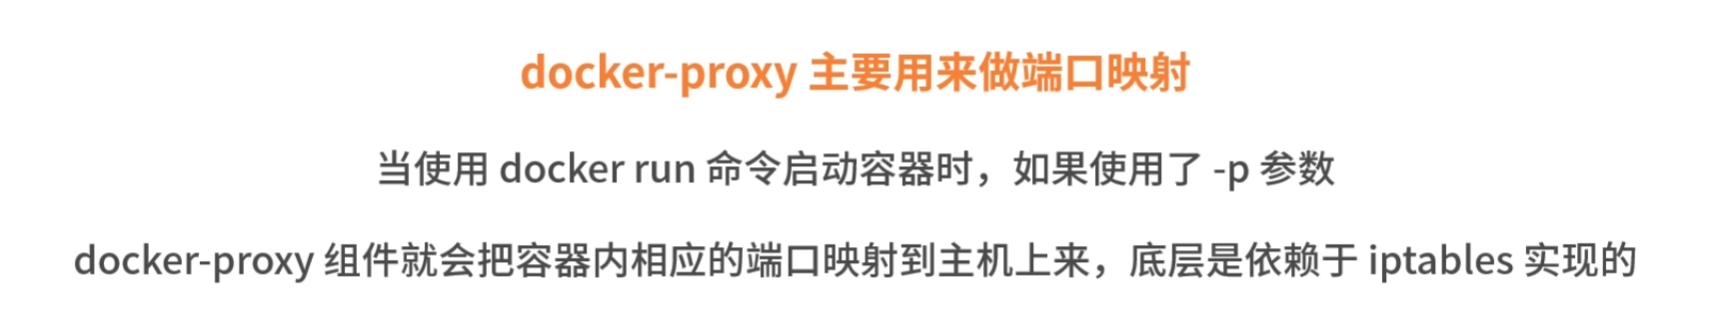 docker-proxy 主要用来做端口映射
当使用 docker run 命令启动容器时，如果使用了 -p 参数
docker-proxy 组件就会把容器内相应的端口映射到主机上来，底层是依赖于 iptables 实现的